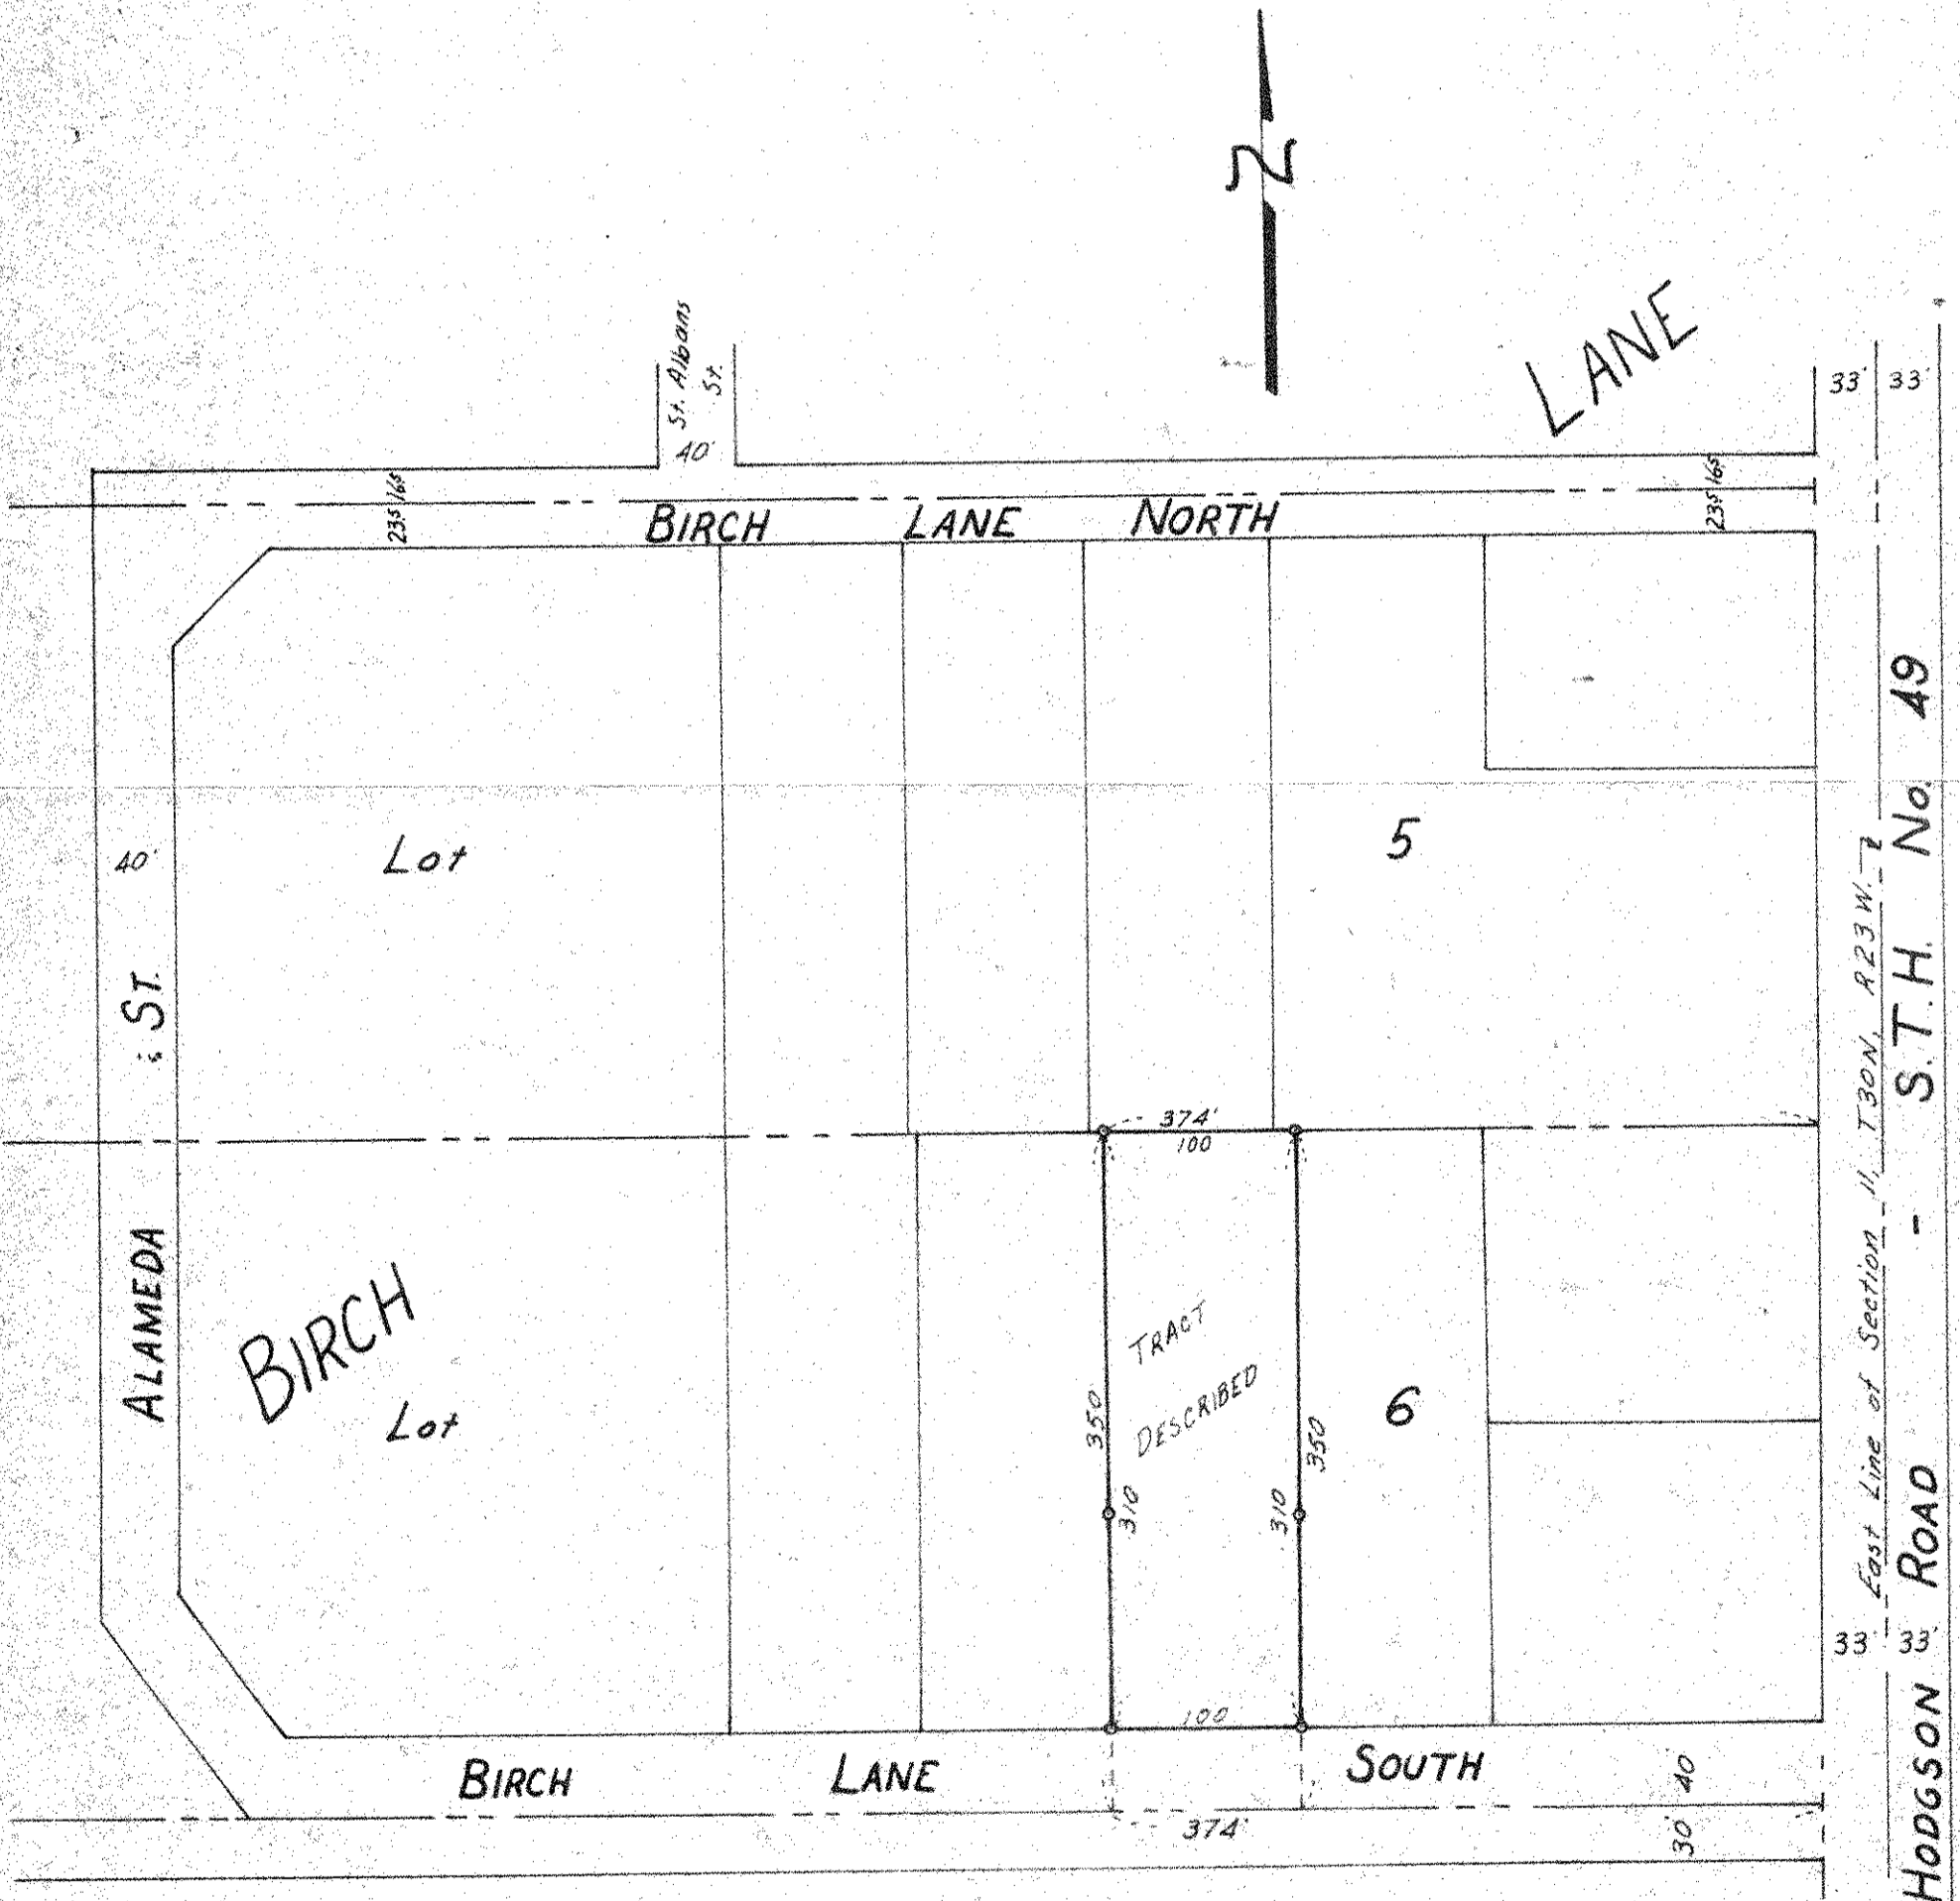 N
LANE
St. Albans
St.
40'
33' 33'
23⁵ 16⁵
23⁵ 16⁵
BIRCH LANE NORTH
S.T.H. No. 49
Lot 5
40'
ALAMEDA ST.
East Line of Section 11, T30N, R23W.
374'
100
BIRCH
Lot 6
TRACT
DESCRIBED
350
350
310
310
100
33' 33'
HODGSON ROAD - 
BIRCH LANE SOUTH
40
30'
374'